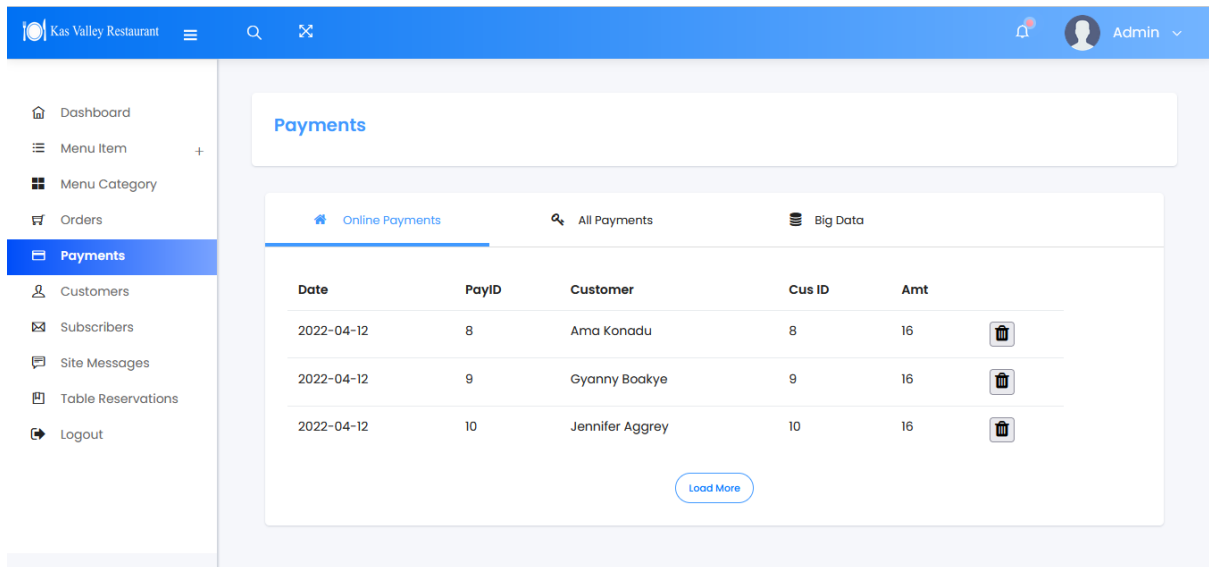 Kas Valley Restaurant
Admin
Dashboard
Menu Item +
Menu Category
Orders
Payments
Customers
Subscribers
Site Messages
Table Reservations
Logout
Payments
Online Payments All Payments Big Data
Date PayID Customer Cus ID Amt
2022-04-12 8 Ama Konadu 8 16
2022-04-12 9 Gyanny Boakye 9 16
2022-04-12 10 Jennifer Aggrey 10 16
Load More